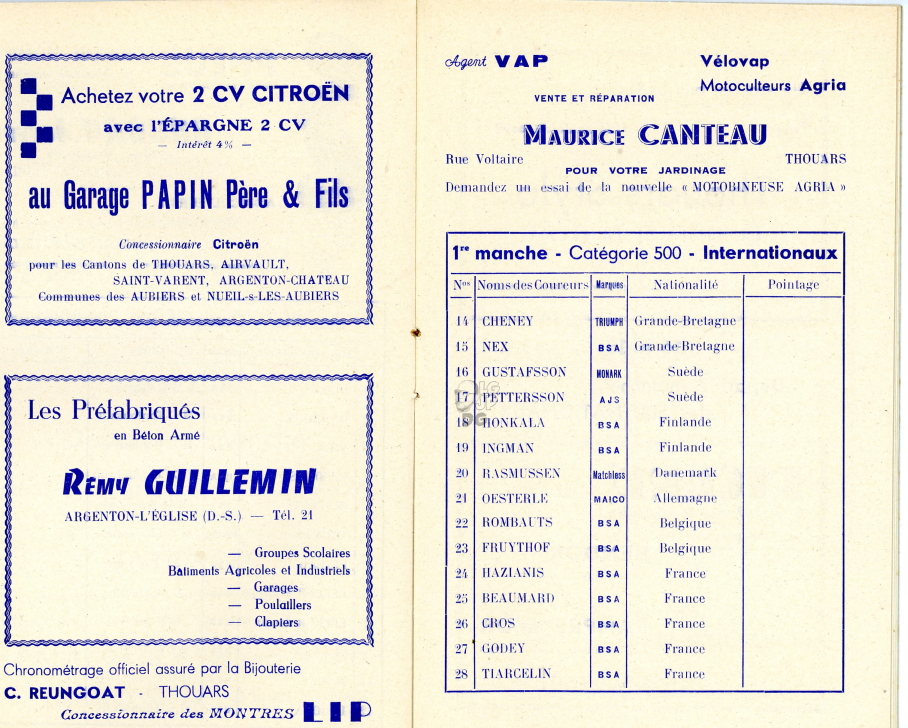 Achetez votre 2 CV CITROËN
avec l'ÉPARGNE 2 CV
— Intérêt 4% —
au Garage PAPIN Père & Fils
Concessionnaire Citroën
pour les Cantons de THOUARS, AIRVAULT,
SAINT-VARENT, ARGENTON-CHATEAU
Communes des AUBIERS et NUEIL-s-LES-AUBIERS
Les Préfabriqués
en Béton Armé
RÉMY GUILLEMIN
ARGENTON-L'ÉGLISE (D.-S.) — Tél. 21
— Groupes Scolaires
Bâtiments Agricoles et Industriels
— Garages
— Poulaillers
— Clapiers
Chronométrage officiel assuré par la Bijouterie
C. REUNGOAT - THOUARS
Concessionnaire des MONTRES LIP
Agent VAP Vélovap
Motoculteurs Agria
VENTE ET RÉPARATION
MAURICE CANTEAU
Rue Voltaire THOUARS
POUR VOTRE JARDINAGE
Demandez un essai de la nouvelle « MOTOBINEUSE AGRIA »
1re manche - Catégorie 500 - Internationaux
Nos Noms des Coureurs Marques Nationalité Pointage
14 CHENEY TRIUMPH Grande-Bretagne
15 NEX BSA Grande-Bretagne
16 GUSTAFSSON MONARK Suède
17 PETTERSSON AJS Suède
18 HONKALA BSA Finlande
19 INGMAN BSA Finlande
20 RASMUSSEN Matchless Danemark
21 OESTERLE MAICO Allemagne
22 ROMBAUTS BSA Belgique
23 FRUYTHOF BSA Belgique
24 HAZIANIS BSA France
25 BEAUMARD BSA France
26 CROS BSA France
27 GODEY BSA France
28 TIARCELIN BSA France